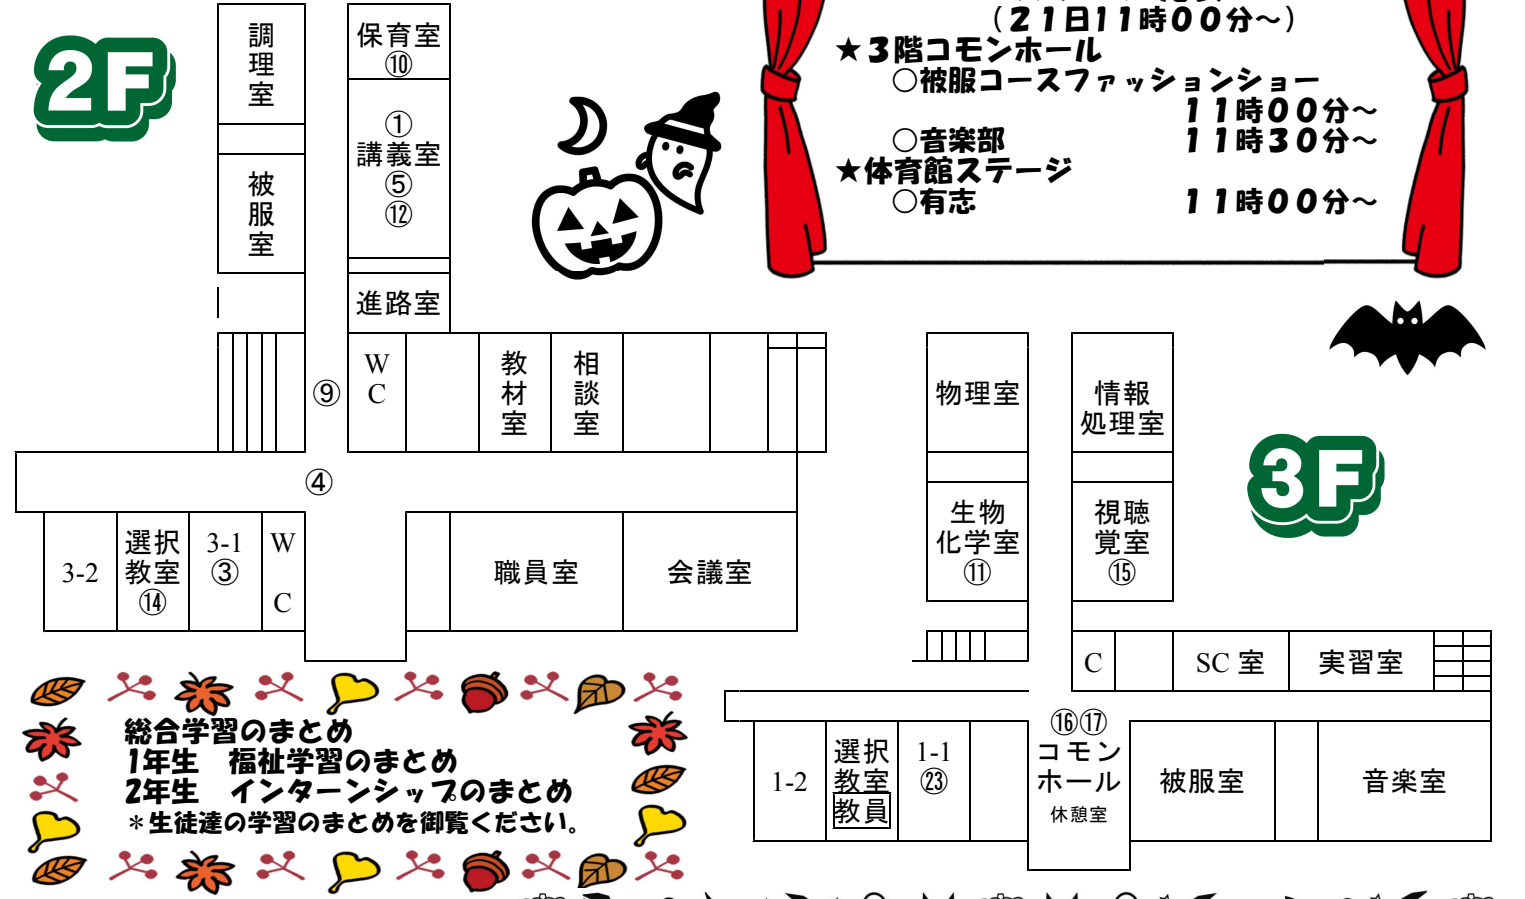 2F
調理室
被服室
保育室
⑩
①
講義室
⑤
⑫
進路室
WC
教材室
相談室
⑨
④
3-2
選択
教室
⑭
3-1
③
WC
職員室
会議室
(21日11時00分～)
★3階コモンホール
○被服コースファッションショー
11時00分～
○音楽部 11時30分～
★体育館ステージ
○有志 11時00分～
3F
物理室
情報
処理室
生物
化学室
⑪
視聴
覚室
⑮
C
SC 室
実習室
⑯⑰
コモン
ホール
休憩室
1-2
選択
教室
教員
1-1
㉓
被服室
音楽室
総合学習のまとめ
1年生 福祉学習のまとめ
2年生 インターンシップのまとめ
＊生徒達の学習のまとめを御覧ください。